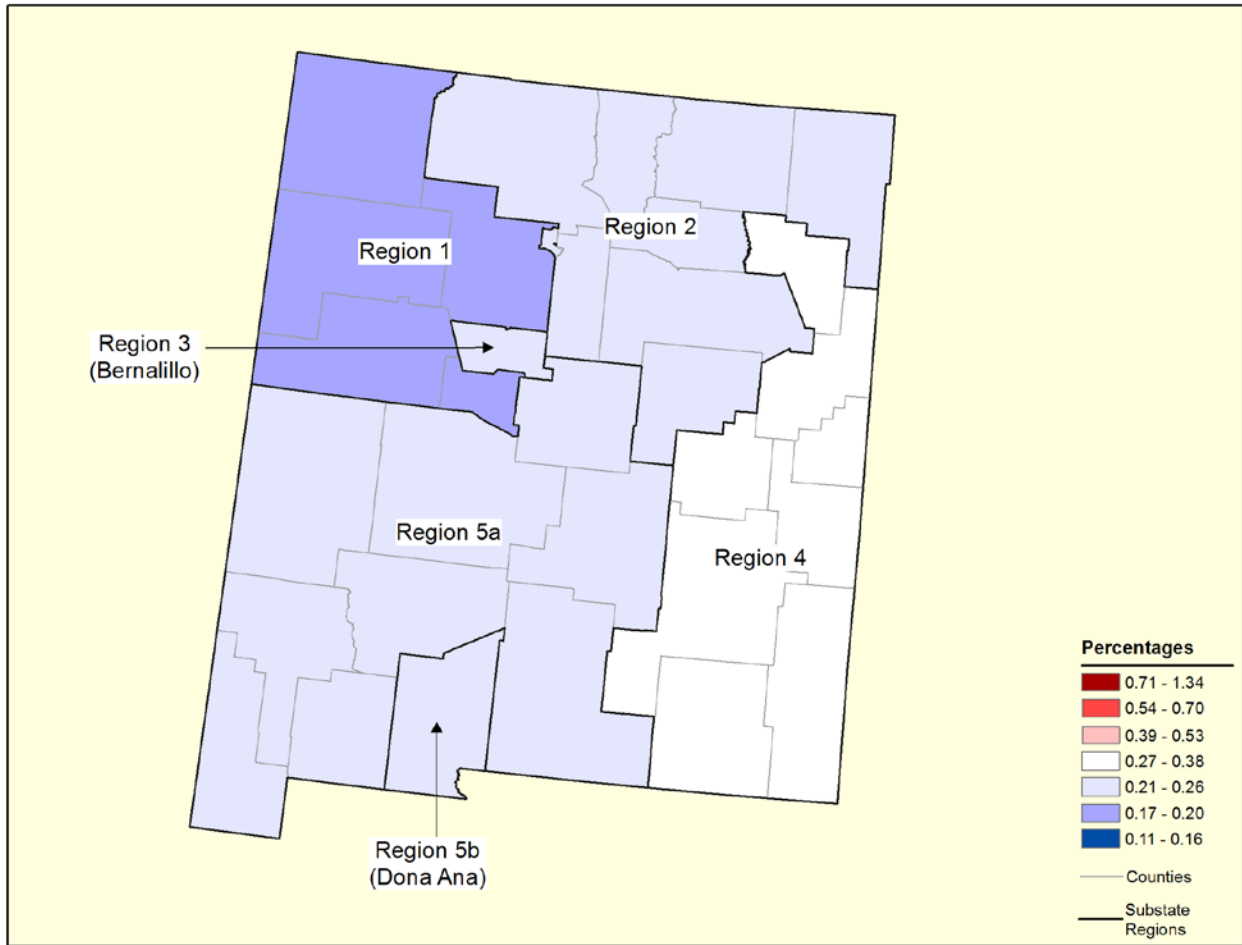 Region 1
Region 2
Region 3
(Bernalillo)
Region 5a
Region 4
Region 5b
(Dona Ana)
Percentages
0.71 - 1.34
0.54 - 0.70
0.39 - 0.53
0.27 - 0.38
0.21 - 0.26
0.17 - 0.20
0.11 - 0.16
Counties
Substate
Regions